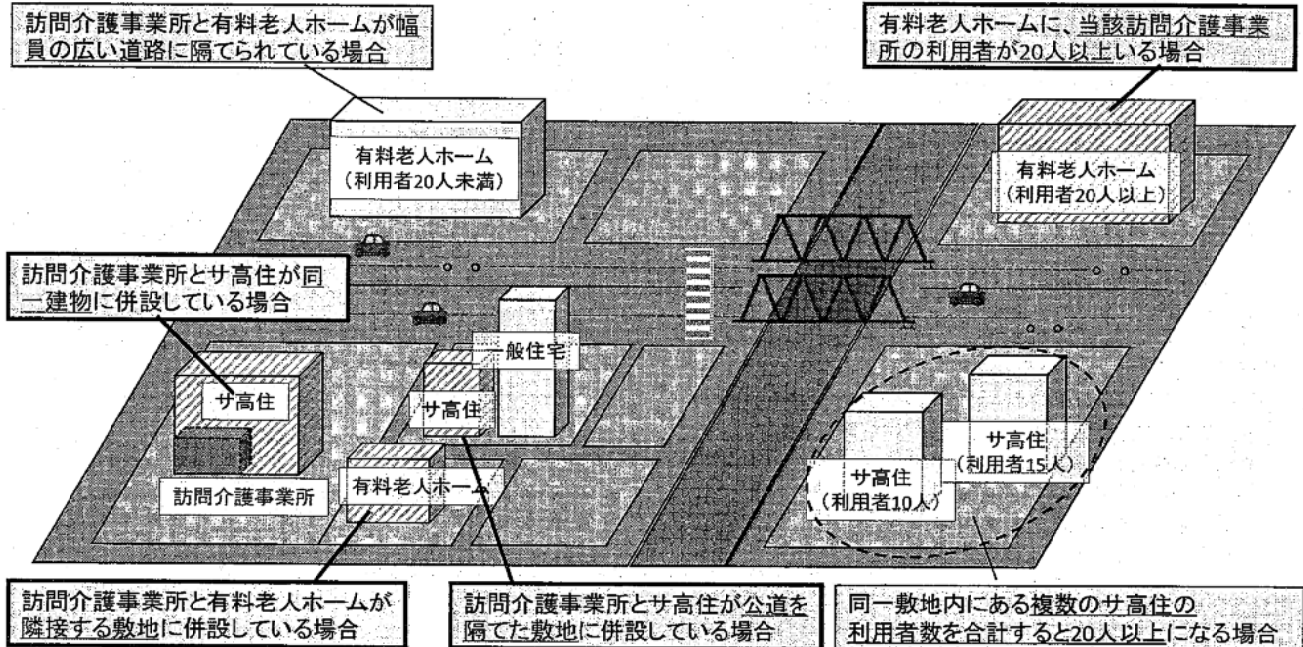 訪問介護事業所と有料老人ホームが幅
員の広い道路に隔てられている場合
有料老人ホームに、当該訪問介護事業
所の利用者が20人以上いる場合
有料老人ホーム
(利用者20人未満)
有料老人ホーム
(利用者20人以上)
訪問介護事業所とサ高住が同
一建物に併設している場合
一般住宅
サ高住
サ高住
訪問介護事業所
有料老人ホーム
サ高住
(利用者15人)
サ高住
(利用者10人)
訪問介護事業所と有料老人ホームが
隣接する敷地に併設している場合
訪問介護事業所とサ高住が公道を
隔てた敷地に併設している場合
同一敷地内にある複数のサ高住の
利用者数を合計すると20人以上になる場合